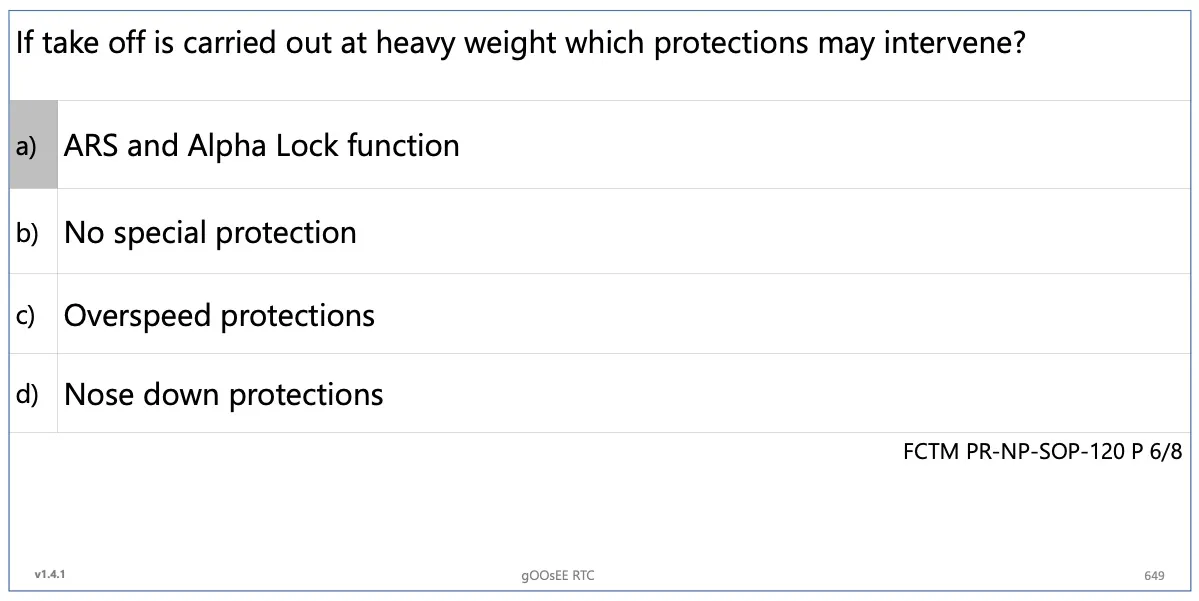 If take off is carried out at heavy weight which protections may intervene?
a) ARS and Alpha Lock function
b) No special protection
c) Overspeed protections
d) Nose down protections
FCTM PR-NP-SOP-120 P 6/8
v1.4.1 gOOsEE RTC 649